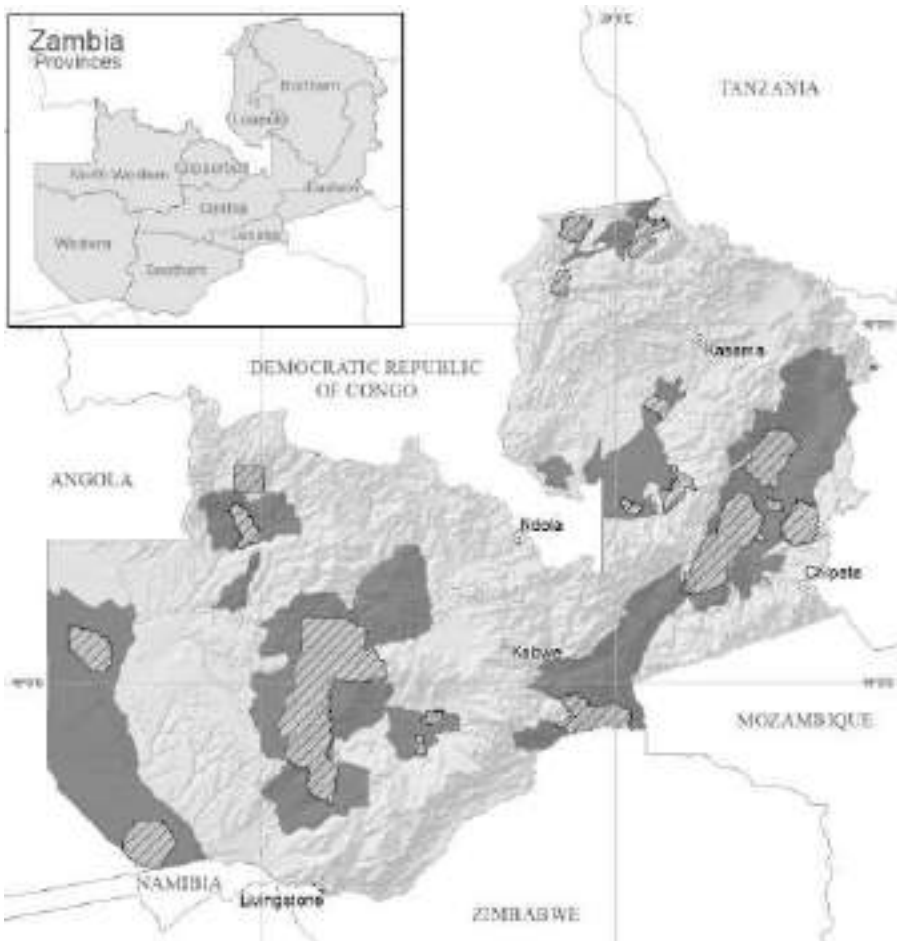 Zambia
Provinces
Northern
Luapula
North Western
Copperbelt
Eastern
Central
Lusaka
Western
Southern
TANZANIA
Kasama
DEMOCRATIC REPUBLIC
OF CONGO
ANGOLA
Ndola
Chipata
Kabwe
MOZAMBIQUE
NAMIBIA
Livingstone
ZIMBABWE